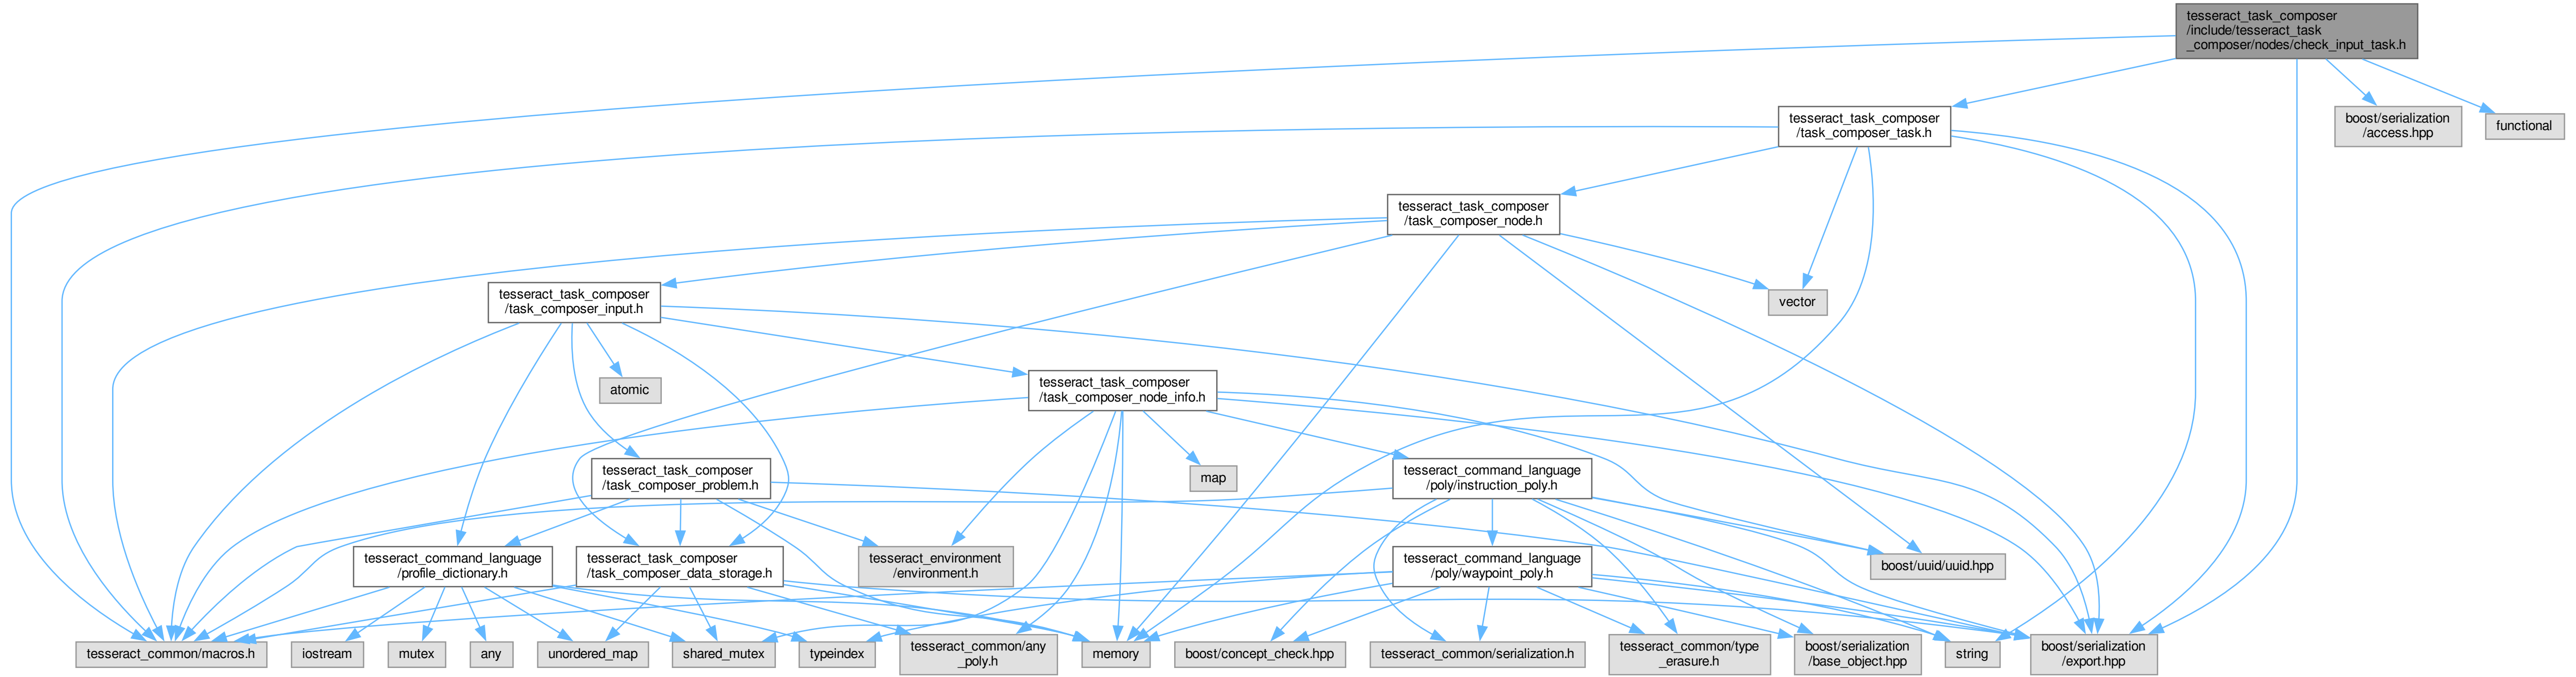 tesseract_task_composer
/include/tesseract_task
_composer/nodes/check_input_task.h
tesseract_task_composer
/task_composer_task.h
boost/serialization
/access.hpp
functional
tesseract_task_composer
/task_composer_node.h
tesseract_task_composer
/task_composer_input.h
vector
atomic
tesseract_task_composer
/task_composer_node_info.h
tesseract_task_composer
/task_composer_problem.h
map
tesseract_command_language
/poly/instruction_poly.h
tesseract_command_language
/profile_dictionary.h
tesseract_task_composer
/task_composer_data_storage.h
tesseract_environment
/environment.h
tesseract_command_language
/poly/waypoint_poly.h
boost/uuid/uuid.hpp
tesseract_common/macros.h
iostream
mutex
any
unordered_map
shared_mutex
typeindex
tesseract_common/any
_poly.h
memory
boost/concept_check.hpp
tesseract_common/serialization.h
tesseract_common/type
_erasure.h
boost/serialization
/base_object.hpp
string
boost/serialization
/export.hpp